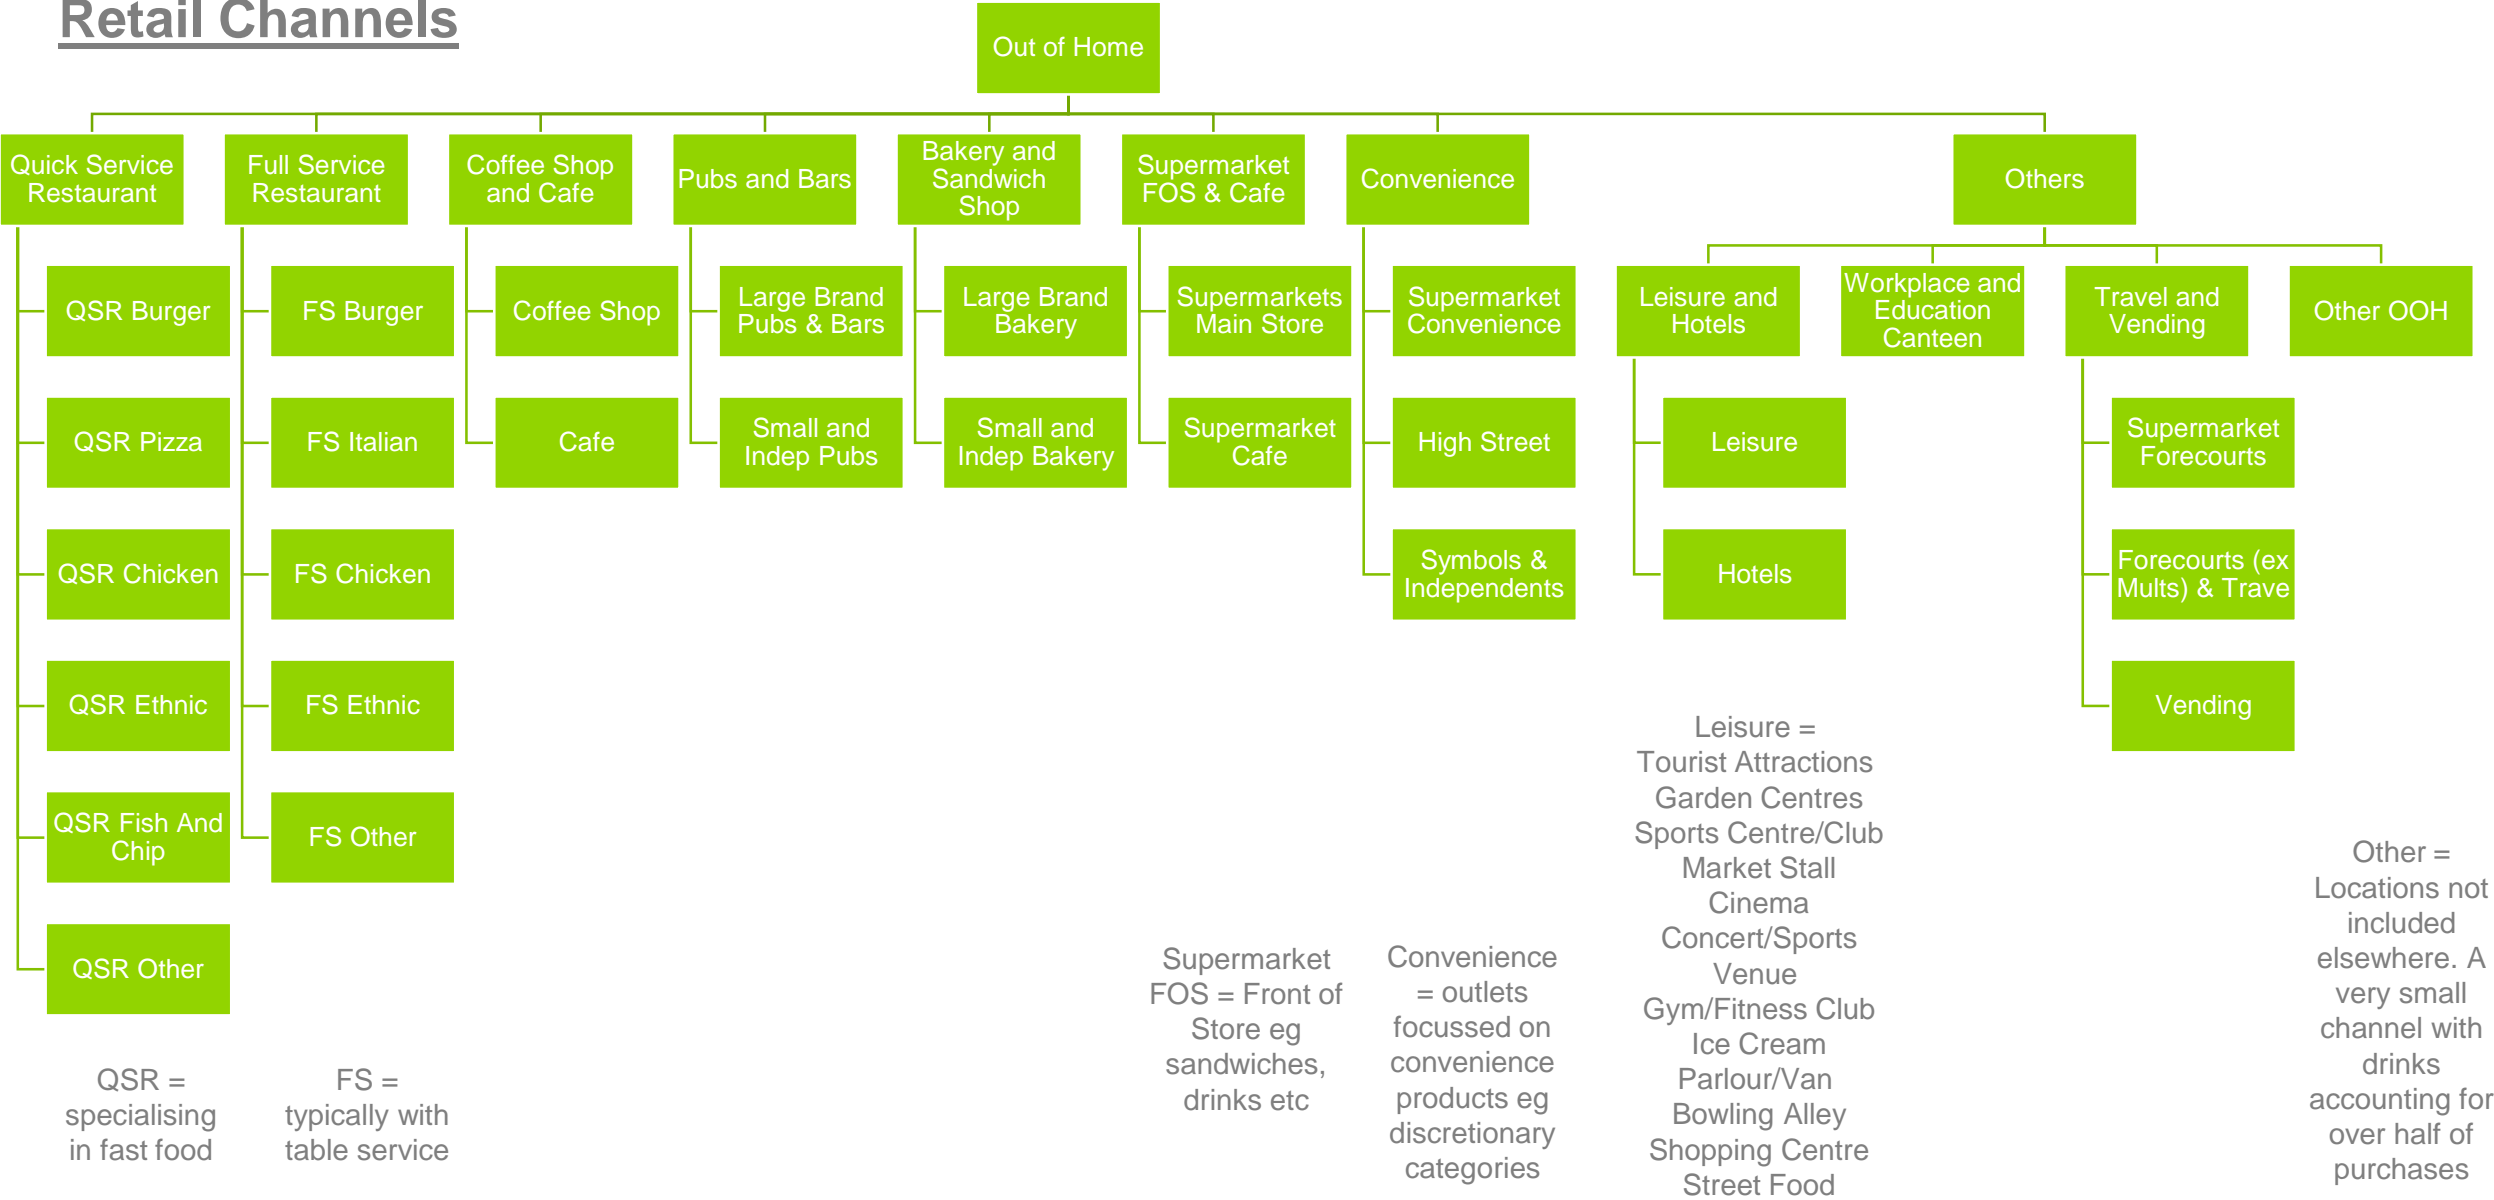 Retail Channels
Out of Home
Quick Service
Restaurant
Full Service
Restaurant
Coffee Shop
and Cafe
Pubs and Bars
Bakery and
Sandwich
Shop
Supermarket
FOS & Cafe
Convenience
Others
QSR Burger
QSR Pizza
QSR Chicken
QSR Ethnic
QSR Fish And
Chip
QSR Other
FS Burger
FS Italian
FS Chicken
FS Ethnic
FS Other
Coffee Shop
Cafe
Large Brand
Pubs & Bars
Small and
Indep Pubs
Large Brand
Bakery
Small and
Indep Bakery
Supermarkets
Main Store
Supermarket
Cafe
Supermarket
Convenience
High Street
Symbols &
Independents
Leisure and
Hotels
Leisure
Hotels
Workplace and
Education
Canteen
Travel and
Vending
Supermarket
Forecourts
Forecourts (ex
Mults) & Trave
Vending
Other OOH
QSR =
specialising
in fast food
FS =
typically with
table service
Supermarket
FOS = Front of
Store eg
sandwiches,
drinks etc
Convenience
= outlets
focussed on
convenience
products eg
discretionary
categories
Leisure =
Tourist Attractions
Garden Centres
Sports Centre/Club
Market Stall
Cinema
Concert/Sports
Venue
Gym/Fitness Club
Ice Cream
Parlour/Van
Bowling Alley
Shopping Centre
Street Food
Other =
Locations not
included
elsewhere. A
very small
channel with
drinks
accounting for
over half of
purchases